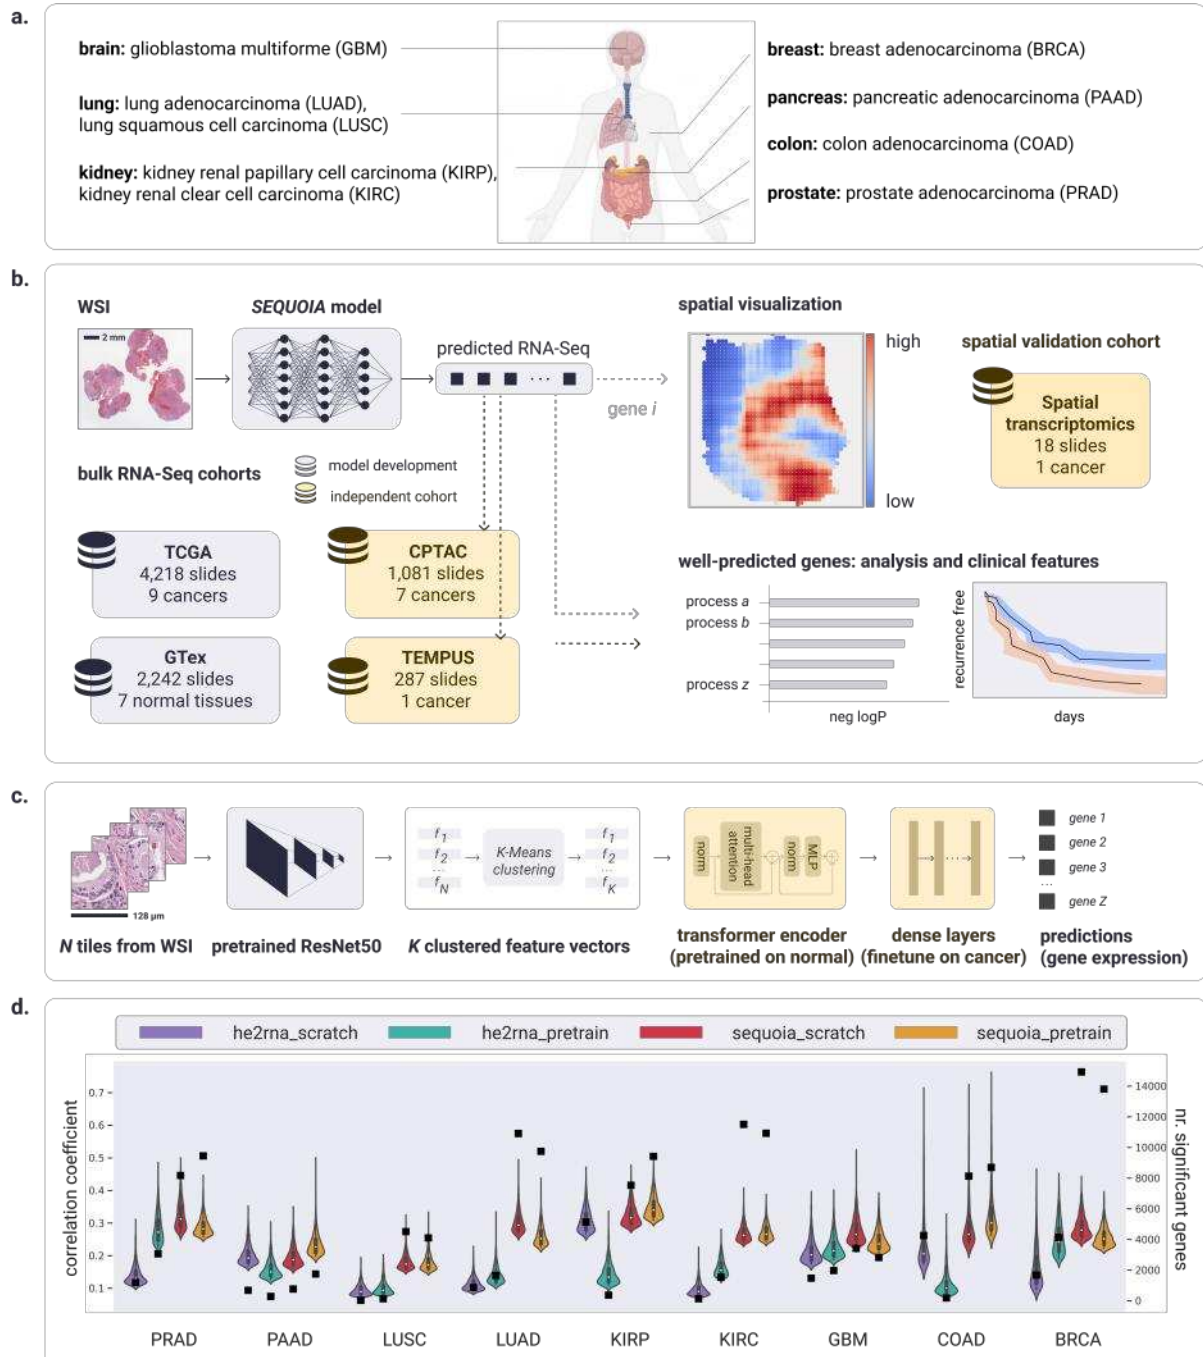 a.
brain: glioblastoma multiforme (GBM)
lung: lung adenocarcinoma (LUAD),
lung squamous cell carcinoma (LUSC)
kidney: kidney renal papillary cell carcinoma (KIRP),
kidney renal clear cell carcinoma (KIRC)
breast: breast adenocarcinoma (BRCA)
pancreas: pancreatic adenocarcinoma (PAAD)
colon: colon adenocarcinoma (COAD)
prostate: prostate adenocarcinoma (PRAD)
b.
WSI
2 mm
SEQUOIA model
predicted RNA-Seq
gene i
spatial visualization
high
low
spatial validation cohort
Spatial
transcriptomics
18 slides
1 cancer
bulk RNA-Seq cohorts
model development
independent cohort
TCGA
4,218 slides
9 cancers
CPTAC
1,081 slides
7 cancers
GTex
2,242 slides
7 normal tissues
TEMPUS
287 slides
1 cancer
well-predicted genes: analysis and clinical features
process a
process b
process z
neg logP
recurrence free
days
c.
128 µm
N tiles from WSI
pretrained ResNet50
f1
f2
...
fN
K-Means
clustering
f1
f2
...
fK
K clustered feature vectors
norm
multi-head
attention
norm
MLP
transformer encoder
(pretrained on normal)
dense layers
(finetune on cancer)
gene 1
gene 2
gene 3
...
gene Z
predictions
(gene expression)
d.
he2rna_scratch
he2rna_pretrain
sequoia_scratch
sequoia_pretrain
correlation coefficient
0.7
0.6
0.5
0.4
0.3
0.2
0.1
14000
12000
10000
8000
6000
4000
2000
0
nr. significant genes
PRAD PAAD LUSC LUAD KIRP KIRC GBM COAD BRCA